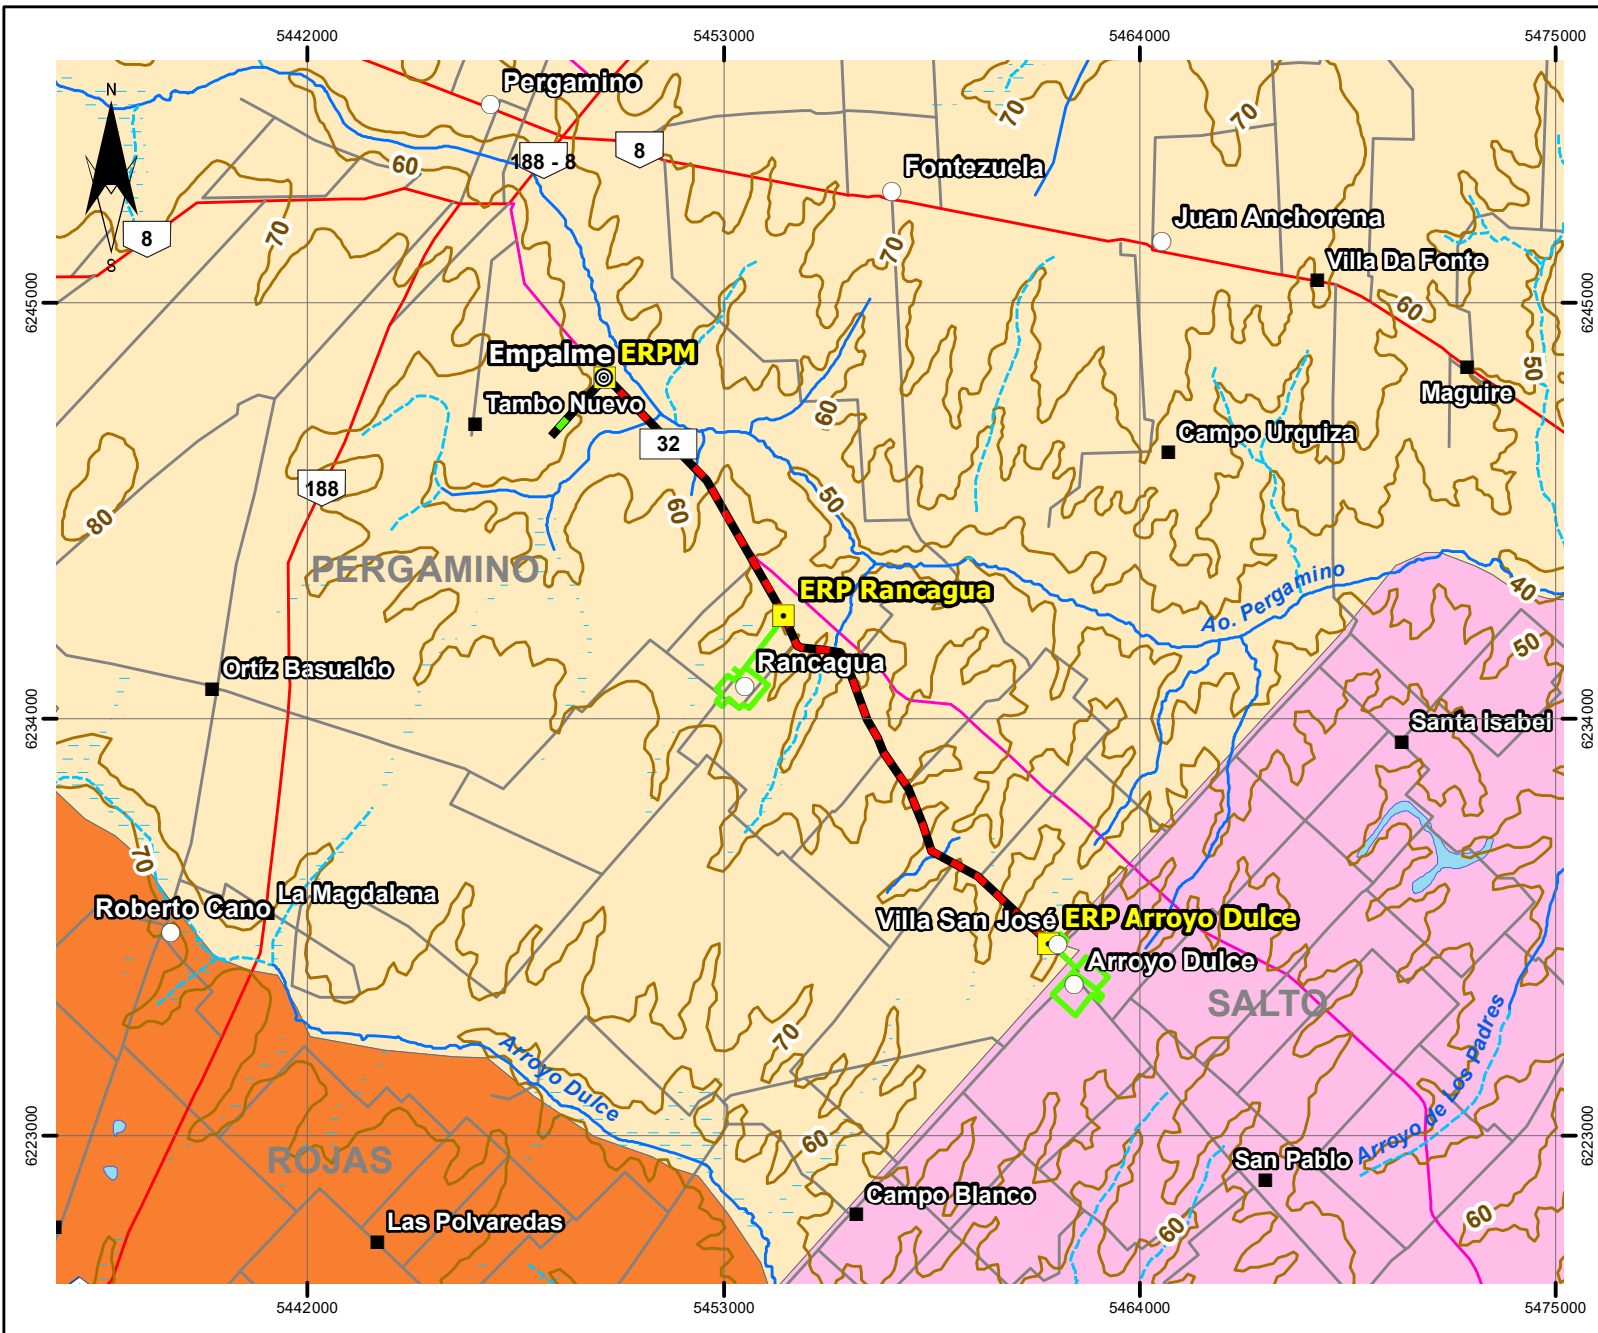 5442000
5453000
5464000
5475000
N
S
Pergamino
188 - 8
8
Fontezuela
70
70
60
70
8
70
Juan Anchorena
Villa Da Fonte
6245000
6245000
60
50
Empalme ERPM
Tambo Nuevo
60
Maguire
32
Campo Urquiza
188
80
60
50
PERGAMINO
ERP Rancagua
Ao. Pergamino
40
50
Rancagua
Ortíz Basualdo
6234000
6234000
Santa Isabel
70
La Magdalena
Roberto Cano
Villa San José
ERP Arroyo Dulce
Arroyo Dulce
SALTO
70
Arroyo Dulce
Arroyo de Los Padres
6223000
6223000
60
ROJAS
San Pablo
Campo Blanco
Las Polvaredas
60
60
5442000
5453000
5464000
5475000